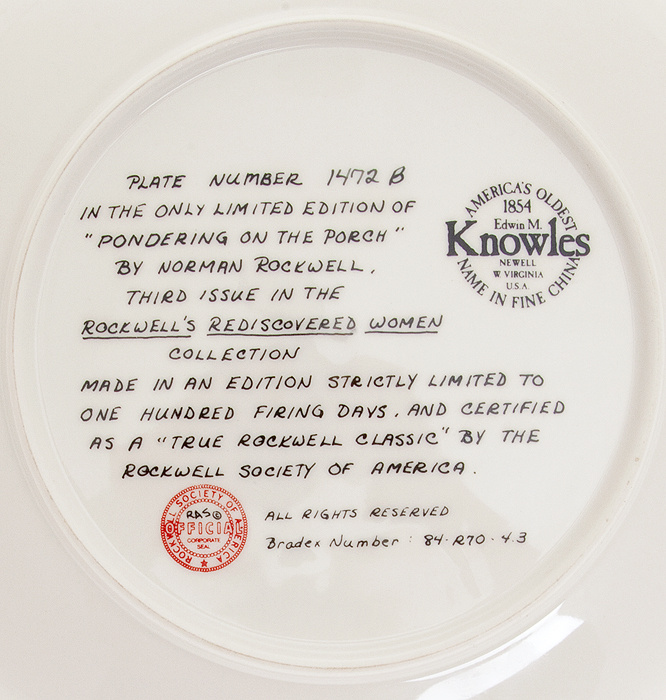 PLATE NUMBER 1472 B
IN THE ONLY LIMITED EDITION OF
"PONDERING ON THE PORCH"
BY NORMAN ROCKWELL,
THIRD ISSUE IN THE
ROCKWELL'S REDISCOVERED WOMEN
COLLECTION
MADE IN AN EDITION STRICTLY LIMITED TO
ONE HUNDRED FIRING DAYS, AND CERTIFIED
AS A "TRUE ROCKWELL CLASSIC" BY THE
ROCKWELL SOCIETY OF AMERICA.
AMERICA'S OLDEST
1854
Edwin M.
Knowles
NEWELL
W. VIRGINIA
U.S.A.
NAME IN FINE CHINA
ROCKWELL SOCIETY OF AMERICA
RAS©
OFFICIAL
CORPORATE
SEAL
ALL RIGHTS RESERVED
Bradex Number : 84-R70-4.3